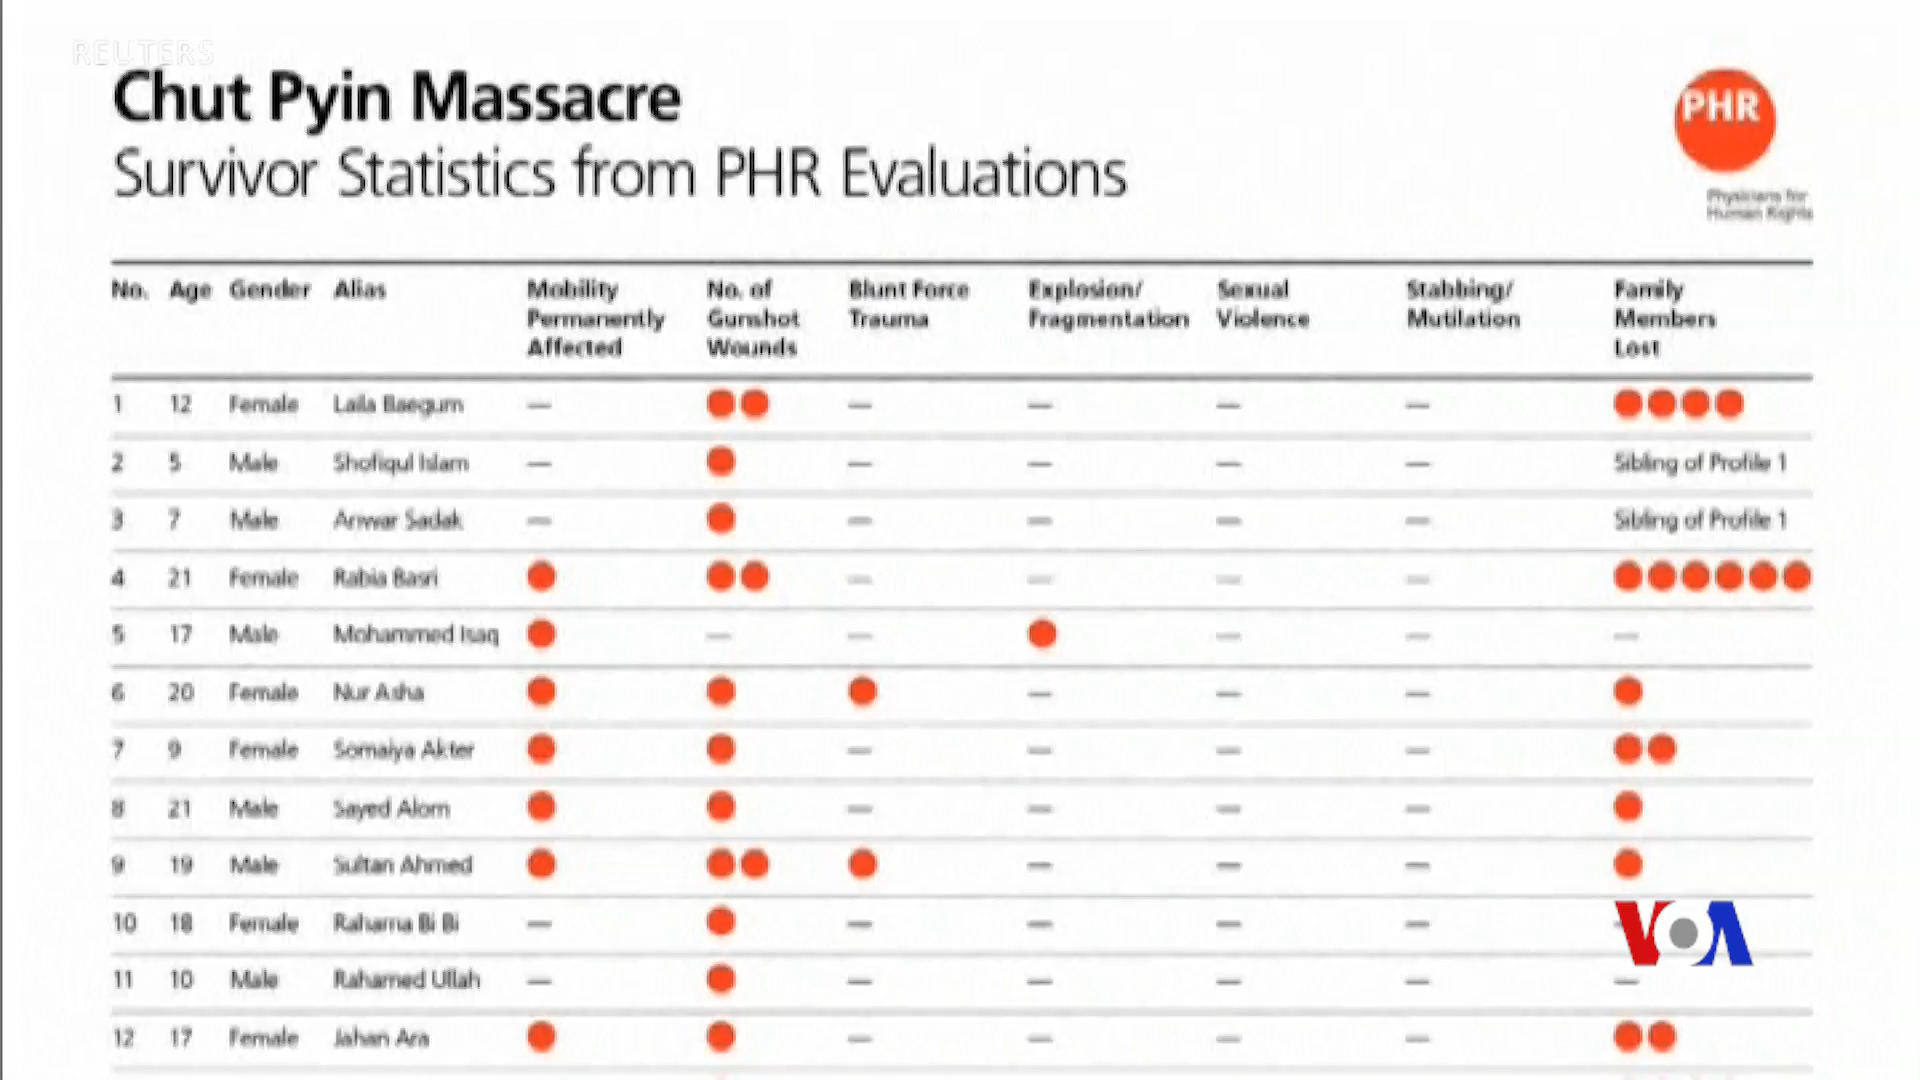 REUTERS
Chut Pyin Massacre
Survivor Statistics from PHR Evaluations
PHR
Physicians for
Human Rights
No. Age Gender Alias Mobility Permanently Affected No. of Gunshot Wounds Blunt Force Trauma Explosion/ Fragmentation Sexual Violence Stabbing/ Mutilation Family Members Lost
1 12 Female Laila Baegum — — — — —
2 5 Male Shofiqul Islam — — — — — Sibling of Profile 1
3 7 Male Anwar Sadak — — — — — Sibling of Profile 1
4 21 Female Rabia Basri — — — —
5 17 Male Mohammed Isaq — — — — —
6 20 Female Nur Asha — — —
7 9 Female Somaiya Akter — — — —
8 21 Male Sayed Alom — — — —
9 19 Male Sultan Ahmed — — —
10 18 Female Rahama Bi Bi — — — — —
VOA
11 10 Male Rahamed Ullah — — — — — —
12 17 Female Jahan Ara — — — —